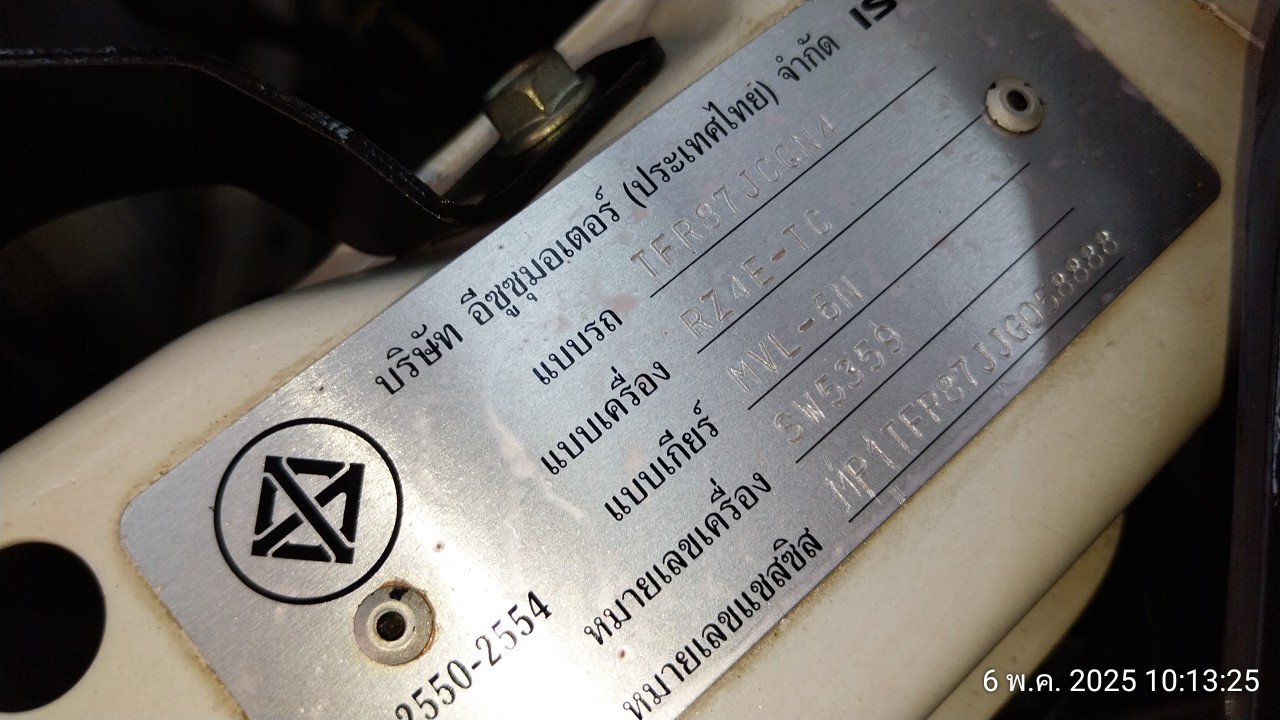 บริษัท อีซูซุมอเตอร์ (ประเทศไทย) จำกัด IS
แบบรถ TFR87JCGN4
แบบเครื่อง RZ4E-TC
แบบเกียร์ MVL-6N
หมายเลขเครื่อง SW5359
หมายเลขแชสซิส MP1TFR87JJG058888
2550-2554
6 พ.ค. 2025 10:13:25